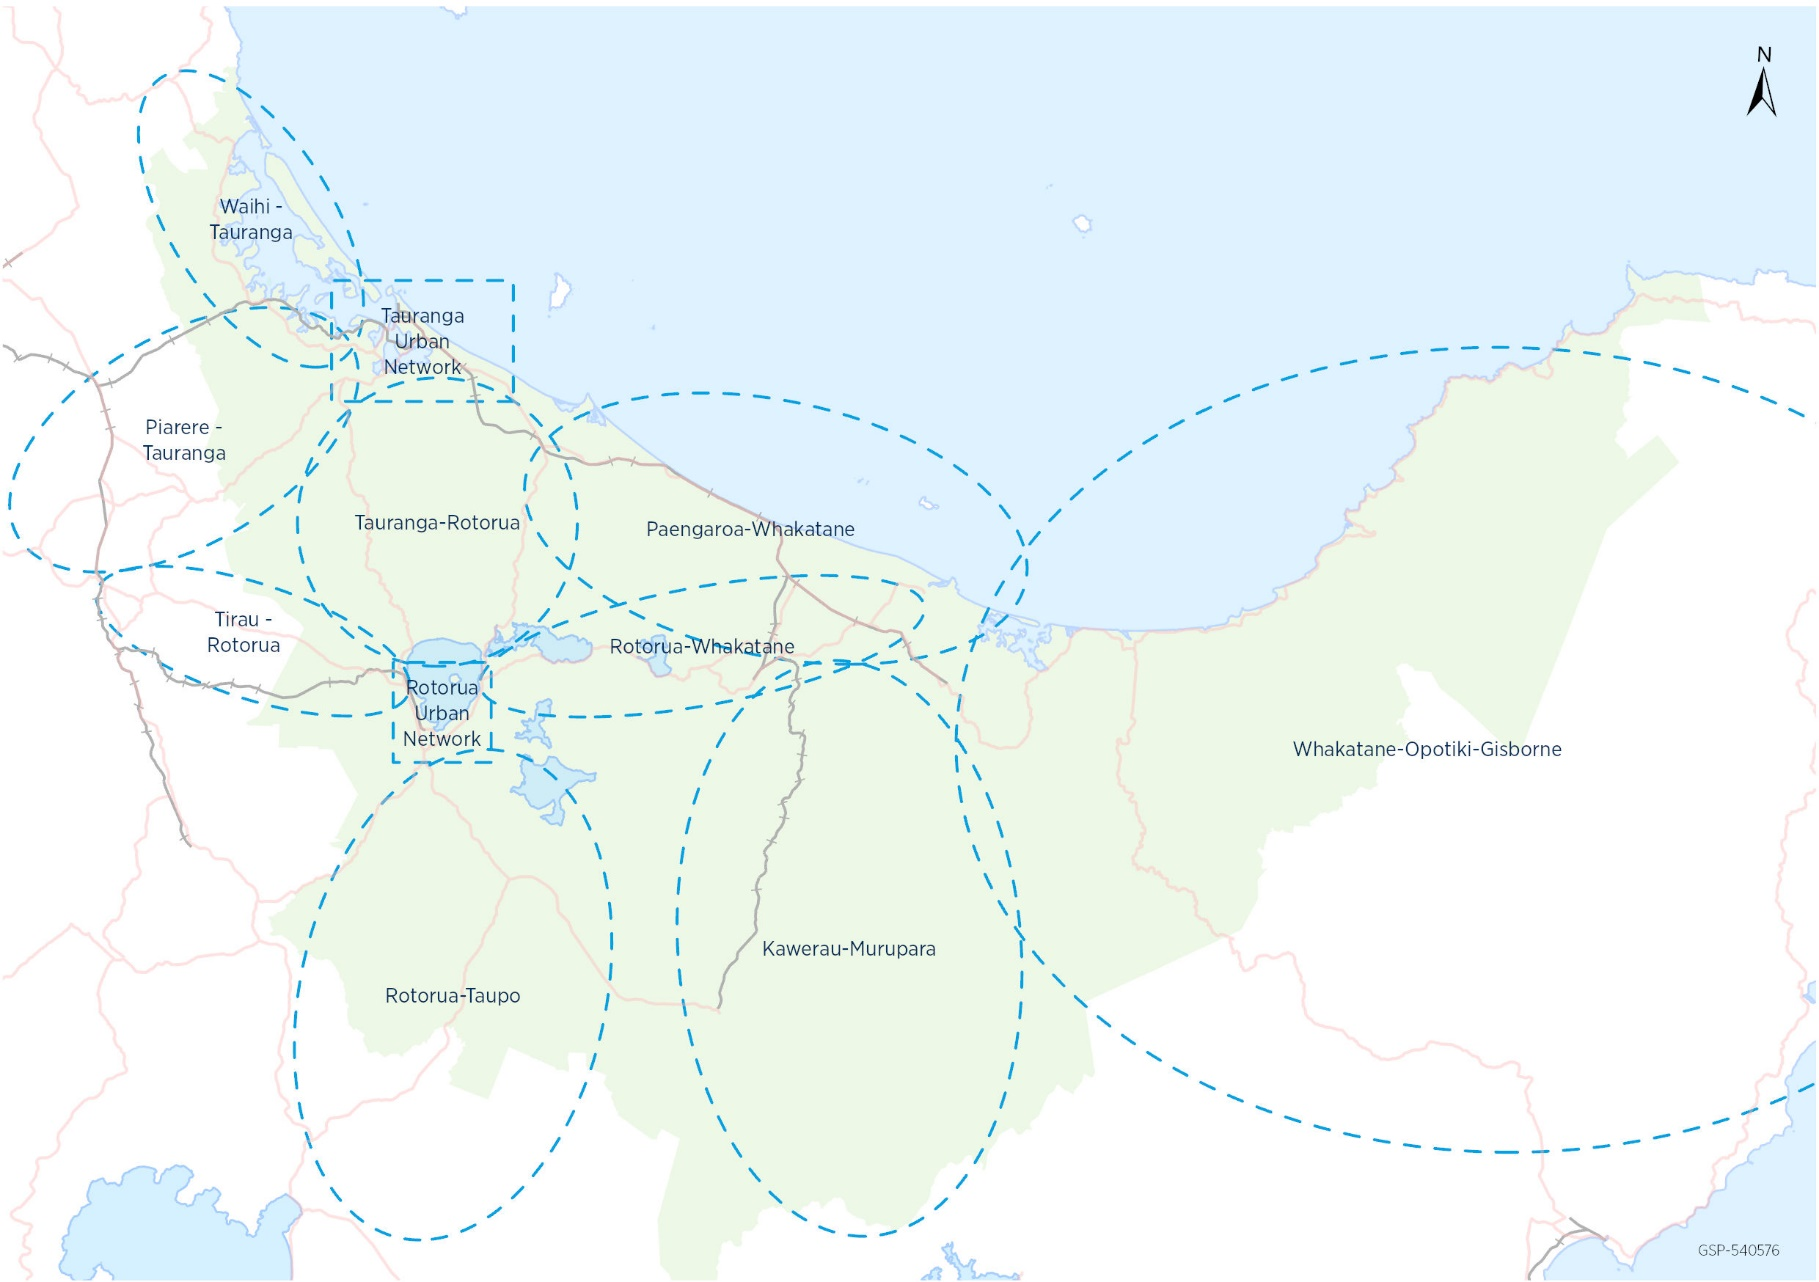 N
Waihi -
Tauranga
Tauranga
Urban
Network
Piarere -
Tauranga
Tauranga-Rotorua
Paengaroa-Whakatane
Tirau -
Rotorua
Rotorua-Whakatane
Rotorua
Urban
Network
Whakatane-Opotiki-Gisborne
Kawerau-Murupara
Rotorua-Taupo
GSP-540576